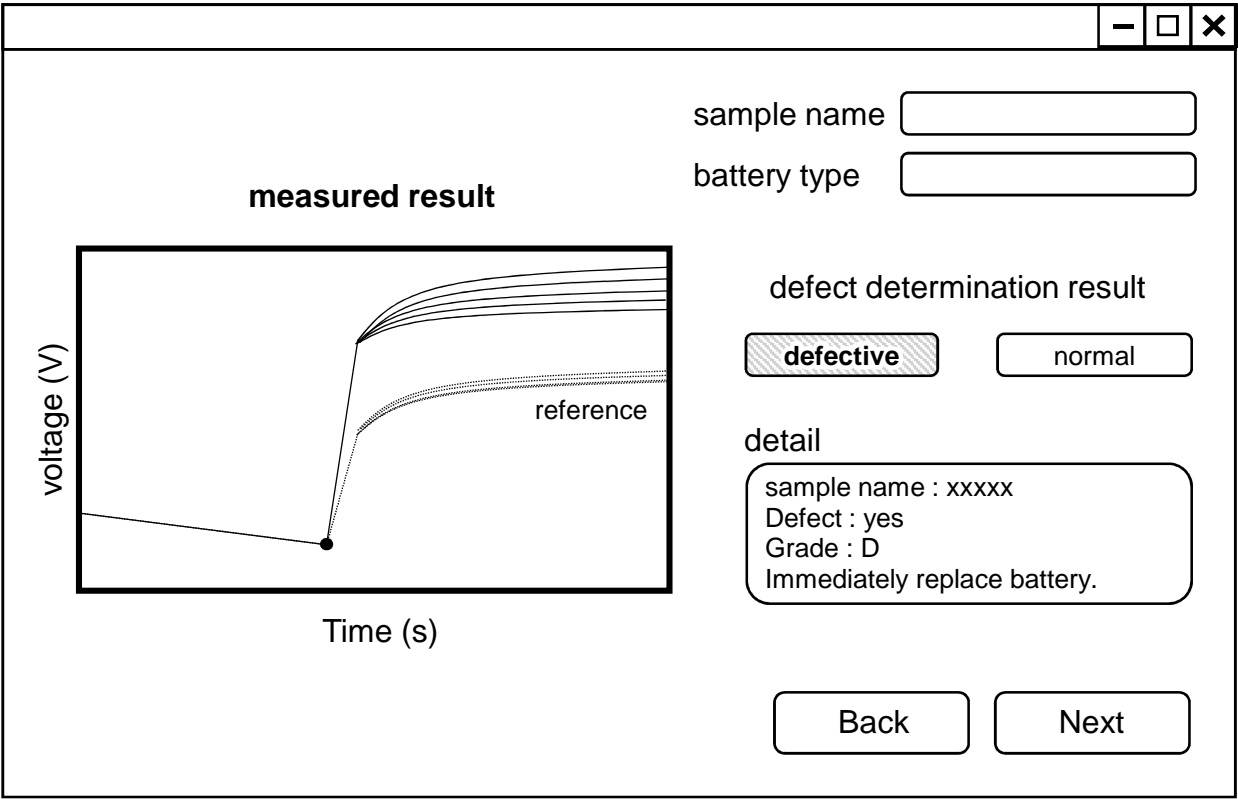 sample name
battery type
measured result
voltage (V)
reference
Time (s)
defect determination result
defective
normal
detail
sample name : xxxxx
Defect : yes
Grade : D
Immediately replace battery.
Back
Next